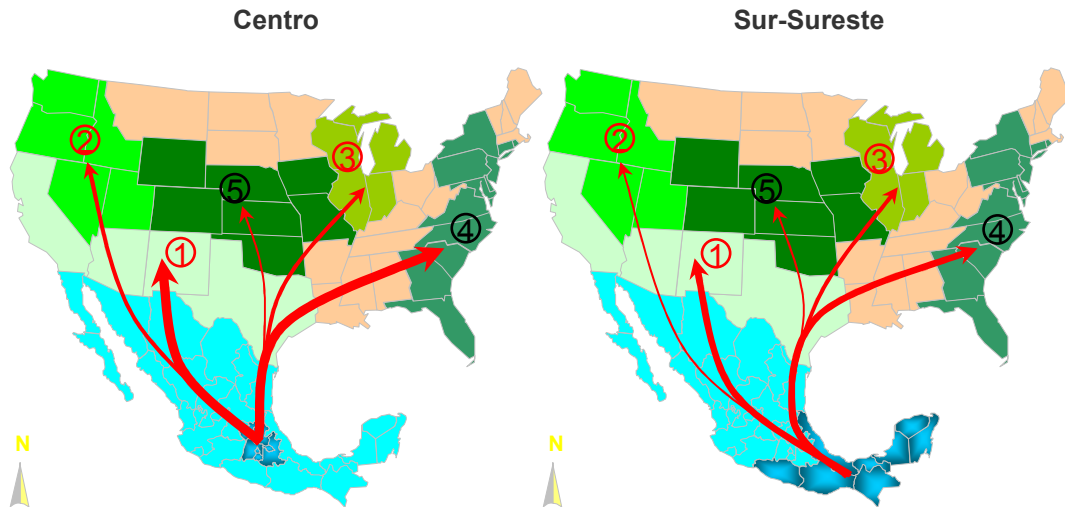 Centro
Sur-Sureste
②
③
⑤
④
①
N
②
③
⑤
④
①
N